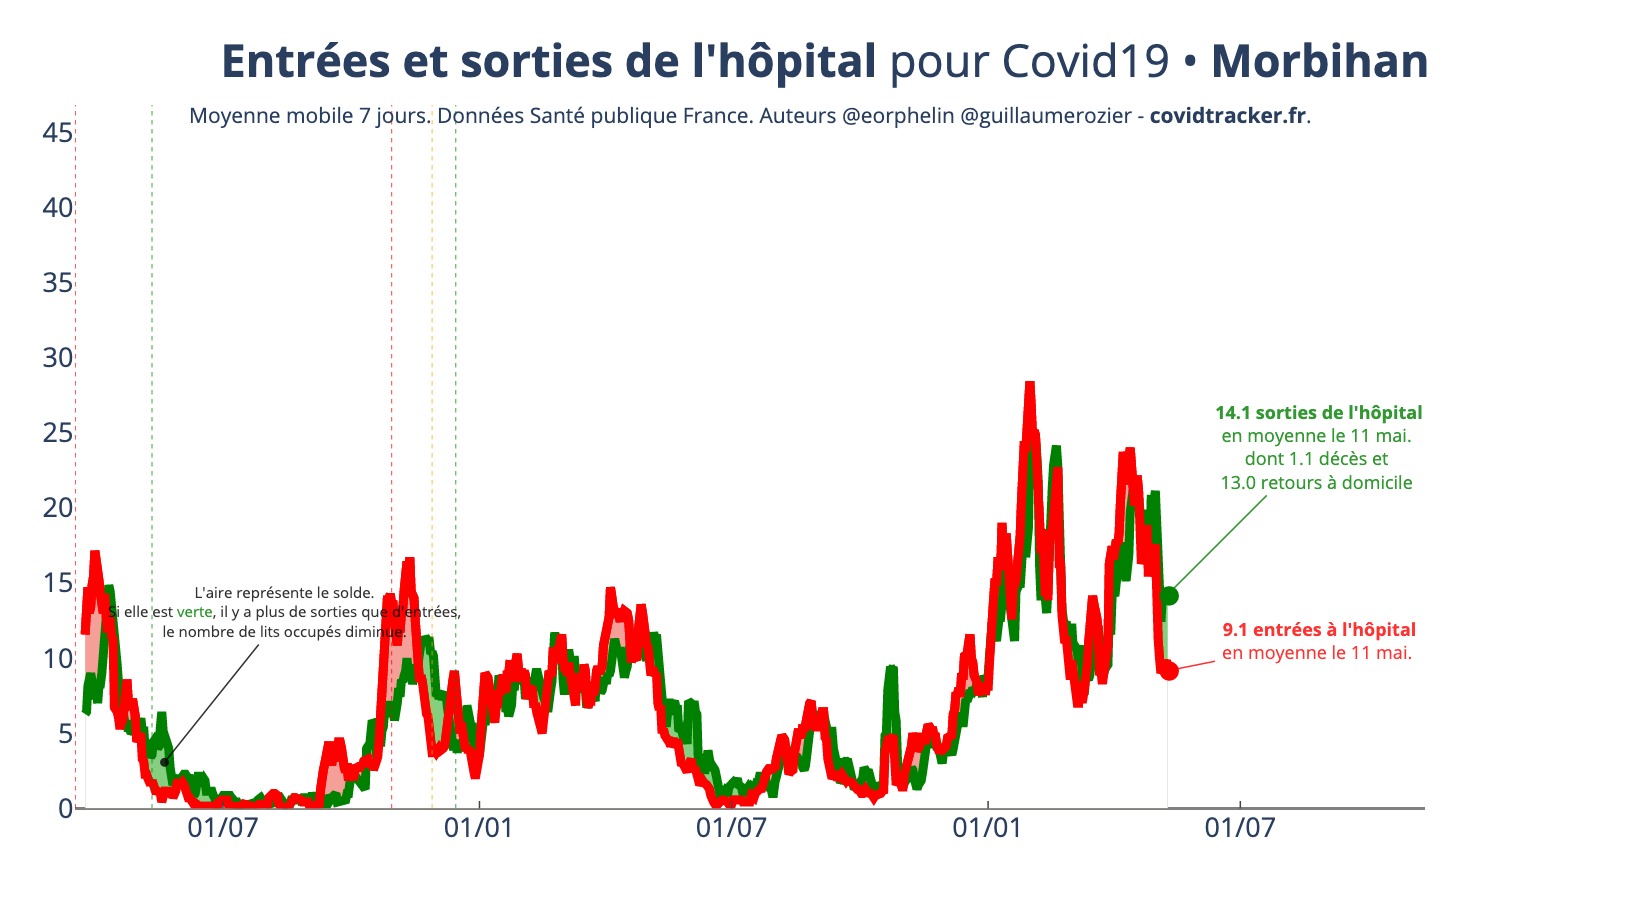 Entrées et sorties de l'hôpital pour Covid19 • Morbihan
Moyenne mobile 7 jours. Données Santé publique France. Auteurs @eorphelin @guillaumerozier - covidtracker.fr.
45
40
35
30
25
20
15
10
5
0
14.1 sorties de l'hôpital
en moyenne le 11 mai.
dont 1.1 décès et
13.0 retours à domicile
L'aire représente le solde.
Si elle est verte, il y a plus de sorties que d'entrées,
le nombre de lits occupés diminue.
9.1 entrées à l'hôpital
en moyenne le 11 mai.
01/07
01/01
01/07
01/01
01/07